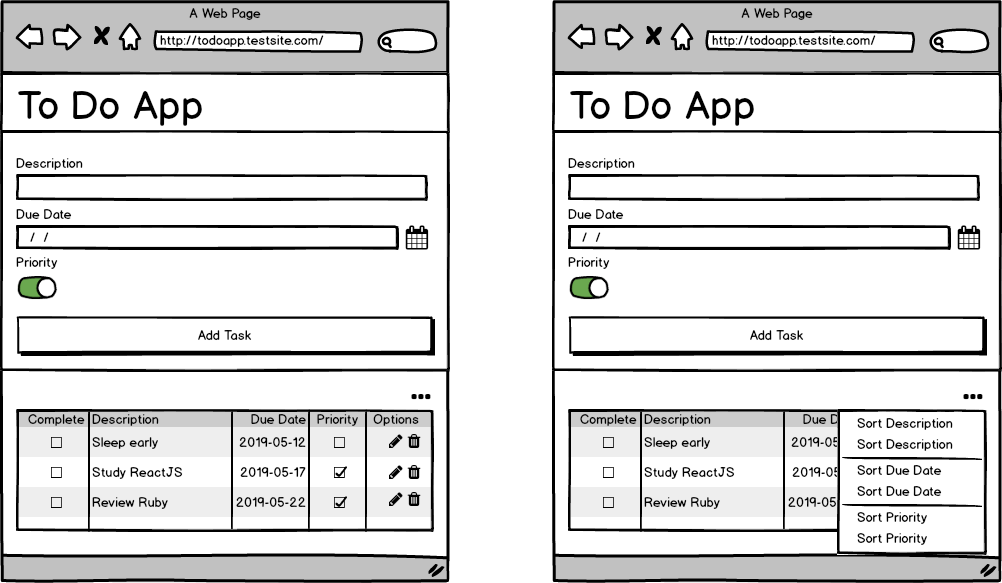 A Web Page
http://todoapp.testsite.com/
To Do App
Description
Due Date
/ /
Priority
Add Task
Complete Description Due Date Priority Options
Sleep early 2019-05-12
Study ReactJS 2019-05-17
Review Ruby 2019-05-22
A Web Page
http://todoapp.testsite.com/
To Do App
Description
Due Date
/ /
Priority
Add Task
Complete Description Due D
Sleep early 2019-05
Study ReactJS 2019-05
Review Ruby 2019-05
Sort Description
Sort Description
Sort Due Date
Sort Due Date
Sort Priority
Sort Priority